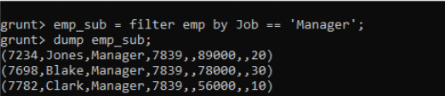 grunt> emp_sub = filter emp by Job == 'Manager';
grunt> dump emp_sub;
(7234,Jones,Manager,7839,,89000,,20)
(7698,Blake,Manager,7839,,78000,,30)
(7782,Clark,Manager,7839,,56000,,10)